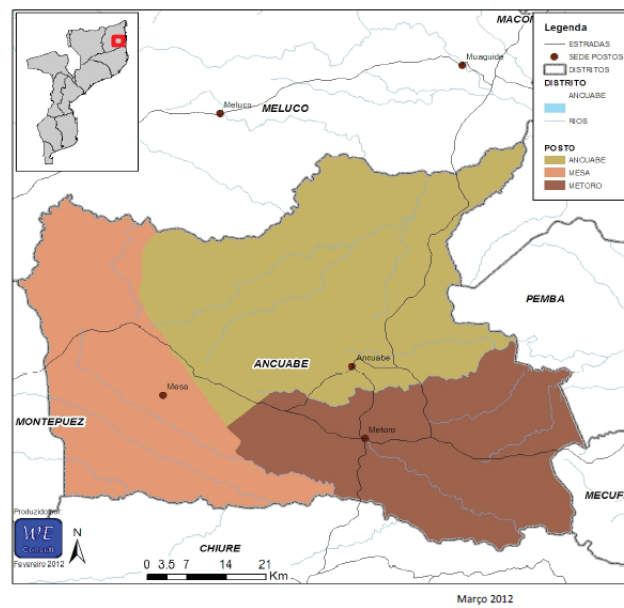 MACOM
Legenda
ESTRADAS
SEDE POSTOS
DISTRITOS
DISTRITO
ANCUABE
RIOS
POSTO
ANCUABE
MESA
METORO
Muaguide
Meluco
MELUCO
PEMBA
ANCUABE
Ancuabe
Mesa
MONTEPUEZ
Metoro
MECUF
Produzido por
WE
Consult
Fevereiro 2012
N
CHIURE
0 3.5 7 14 21
Km
Março 2012